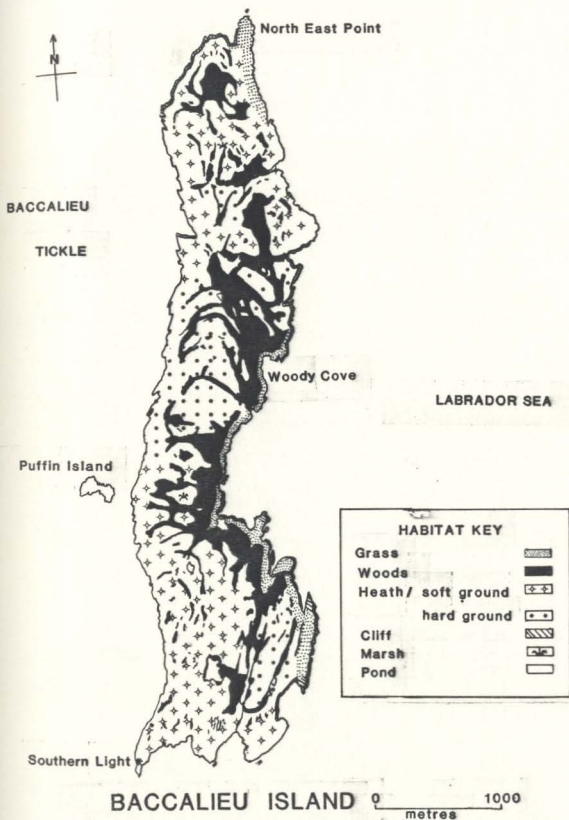 North East Point
N
BACCALIEU
TICKLE
Woody Cove
LABRADOR SEA
Puffin Island
HABITAT KEY
Grass
Woods
Heath/ soft ground
hard ground
Cliff
Marsh
Pond
Southern Light
BACCALIEU ISLAND
0 1000
metres